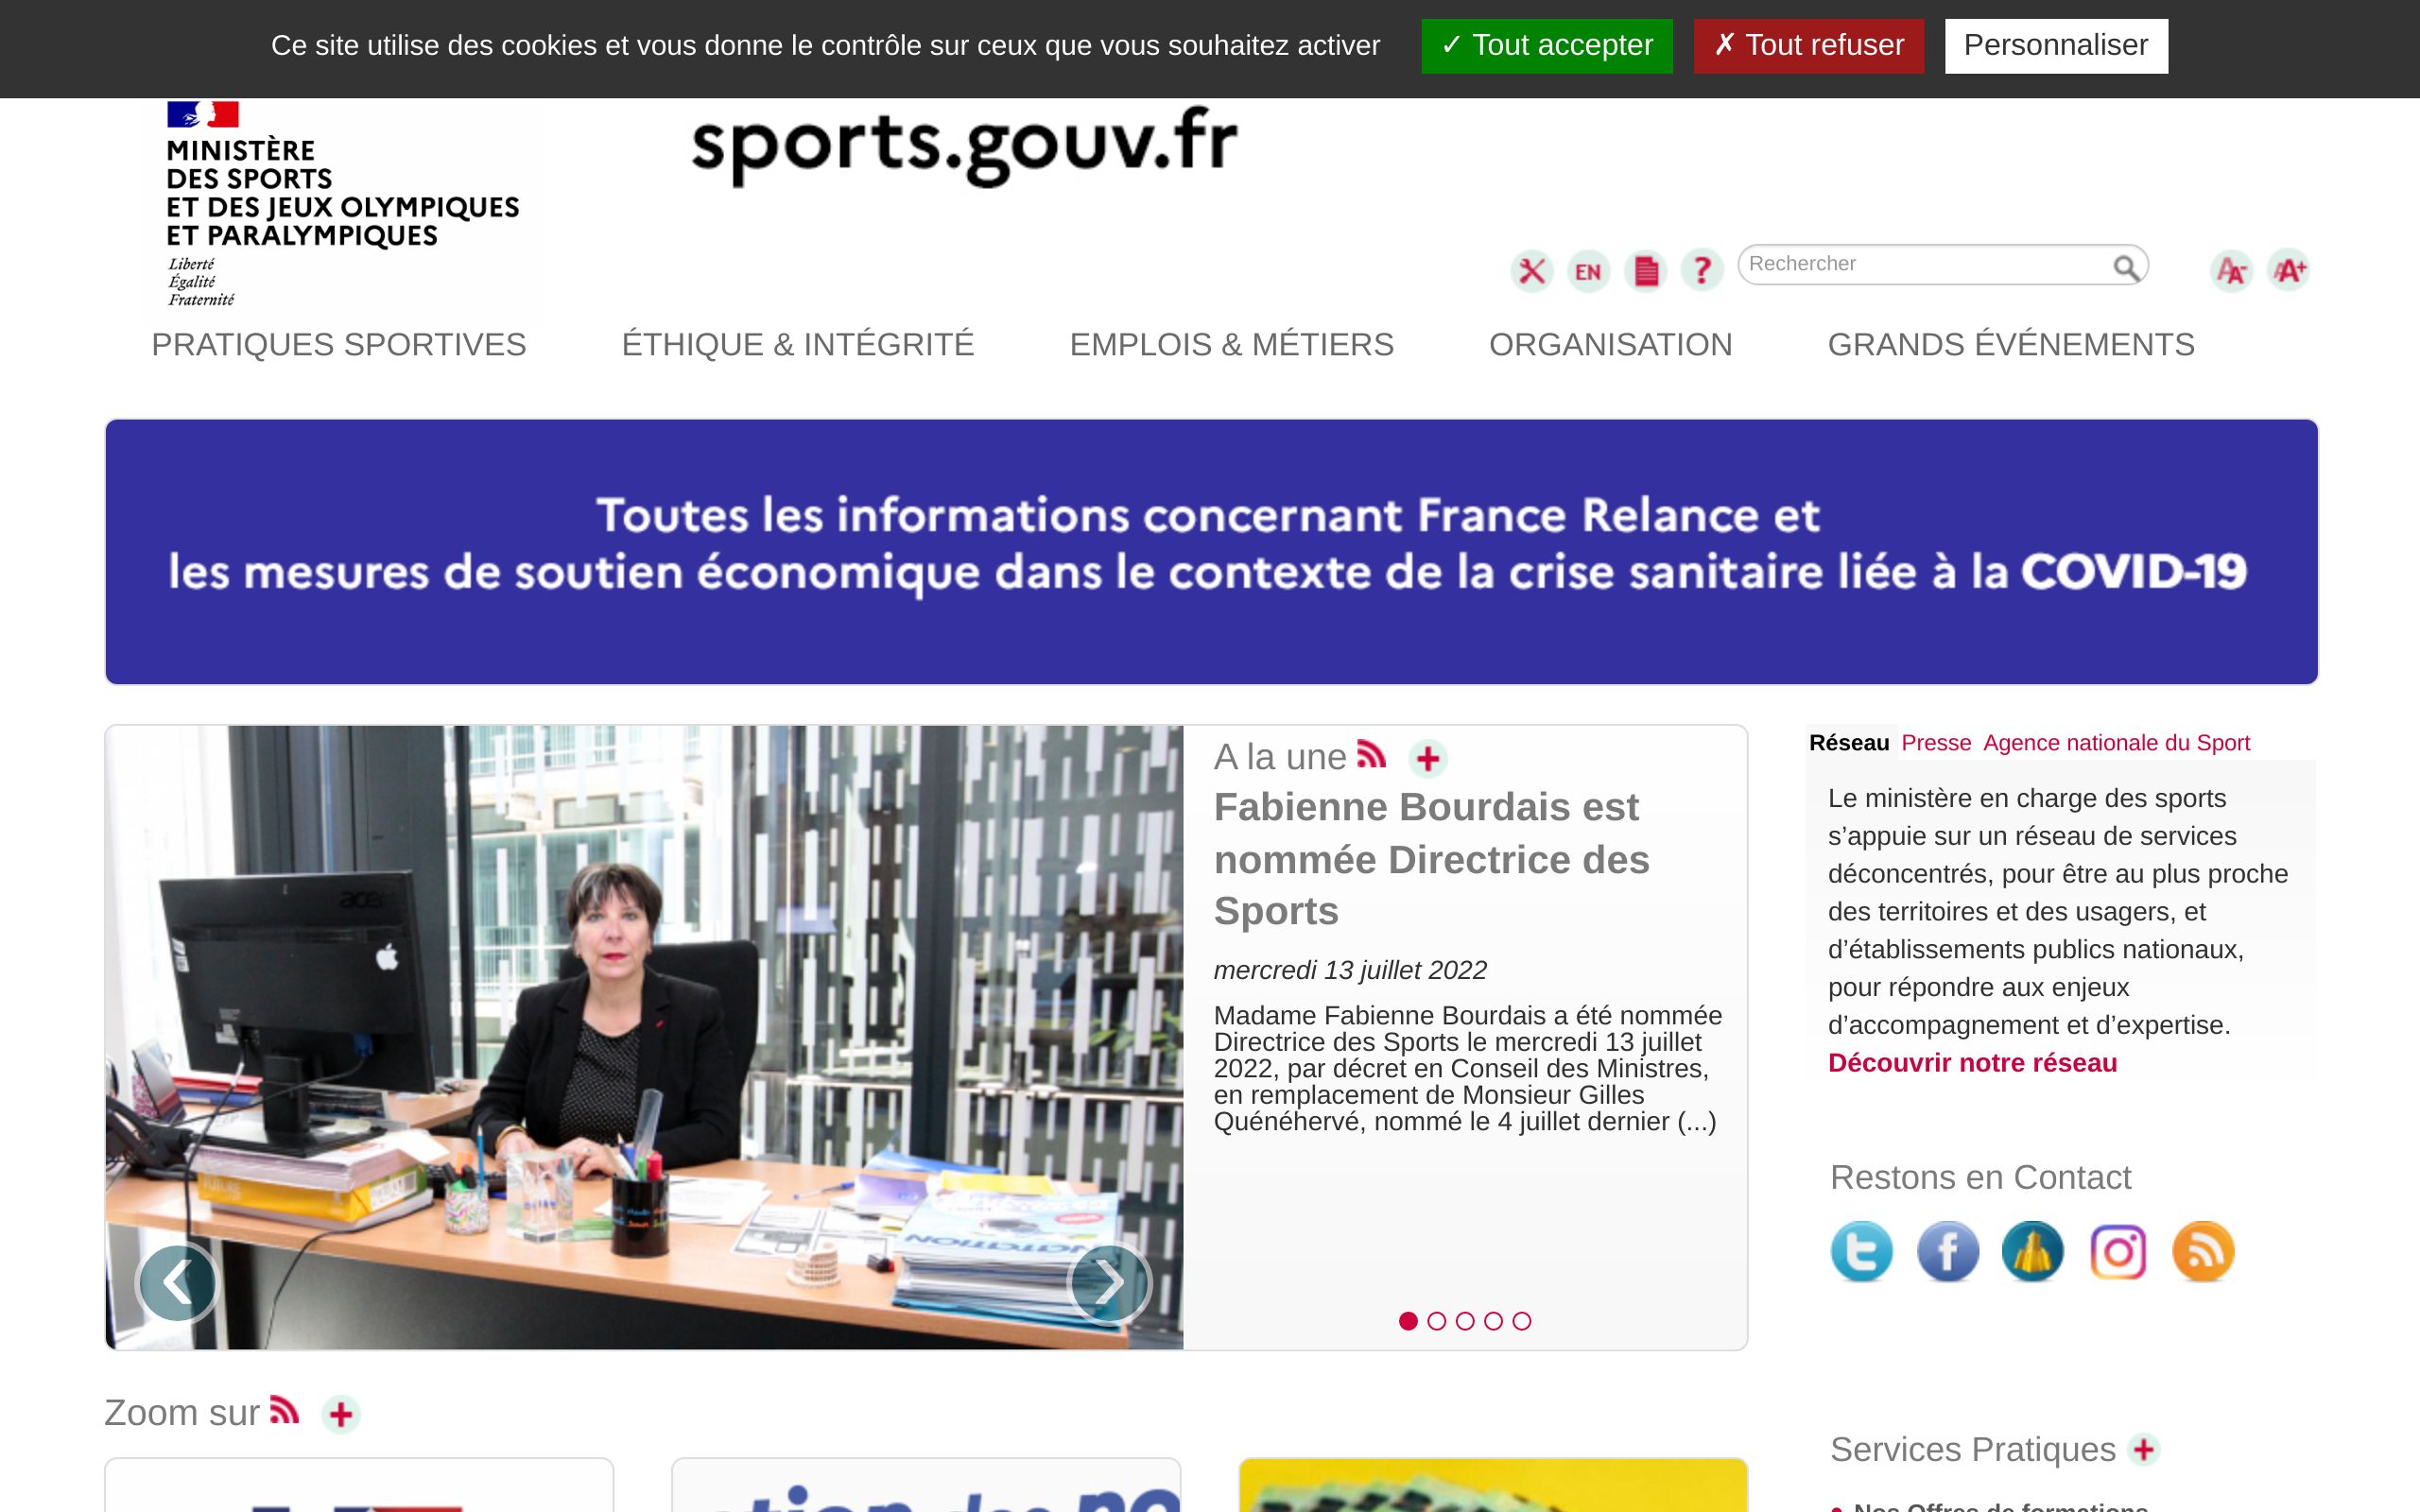 Ce site utilise des cookies et vous donne le contrôle sur ceux que vous souhaitez activer
✓ Tout accepter
✗ Tout refuser
Personnaliser
MINISTÈRE
DES SPORTS
ET DES JEUX OLYMPIQUES
ET PARALYMPIQUES
Liberté
Égalité
Fraternité
sports.gouv.fr
EN
?
Rechercher
AA-
AA+
PRATIQUES SPORTIVES
ÉTHIQUE & INTÉGRITÉ
EMPLOIS & MÉTIERS
ORGANISATION
GRANDS ÉVÉNEMENTS
Toutes les informations concernant France Relance et
les mesures de soutien économique dans le contexte de la crise sanitaire liée à la COVID-19
acer
NATATION
A la une
Fabienne Bourdais est
nommée Directrice des
Sports
mercredi 13 juillet 2022
Madame Fabienne Bourdais a été nommée
Directrice des Sports le mercredi 13 juillet
2022, par décret en Conseil des Ministres,
en remplacement de Monsieur Gilles
Quénéhervé, nommé le 4 juillet dernier (...)
Réseau Presse Agence nationale du Sport
Le ministère en charge des sports
s’appuie sur un réseau de services
déconcentrés, pour être au plus proche
des territoires et des usagers, et
d’établissements publics nationaux,
pour répondre aux enjeux
d’accompagnement et d’expertise.
Découvrir notre réseau
Restons en Contact
Zoom sur
Services Pratiques
Nos Offres de formations